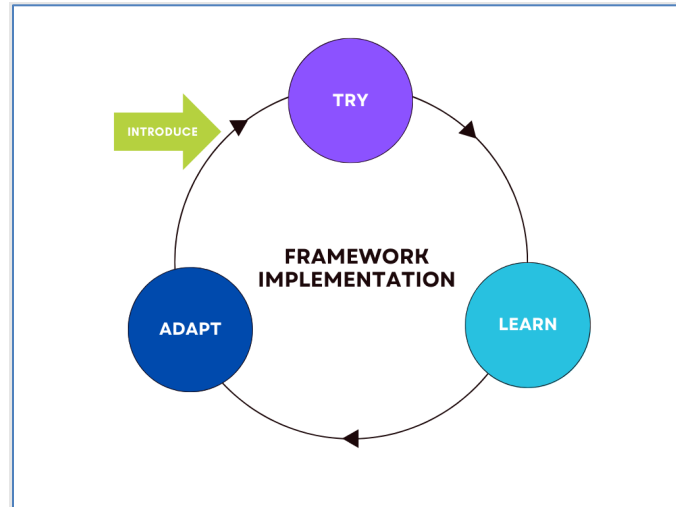 TRY
INTRODUCE
FRAMEWORK
IMPLEMENTATION
ADAPT
LEARN